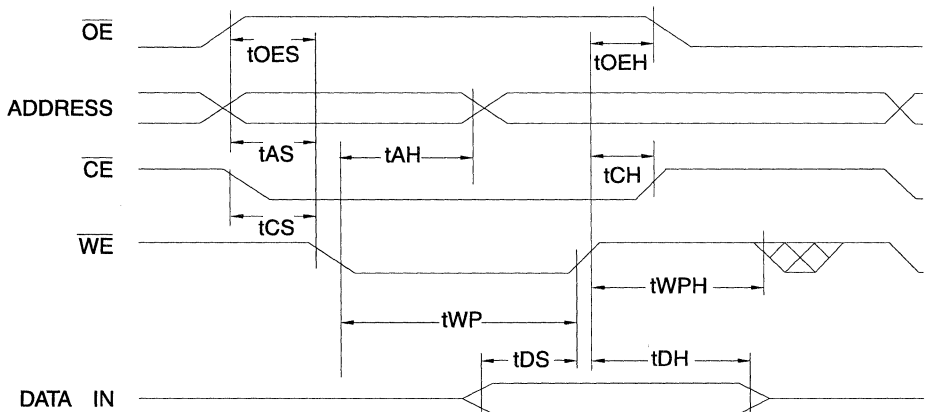 OE
tOES
tOEH
ADDRESS
tAS
tAH
CE
tCH
tCS
WE
tWPH
tWP
tDS
tDH
DATA IN